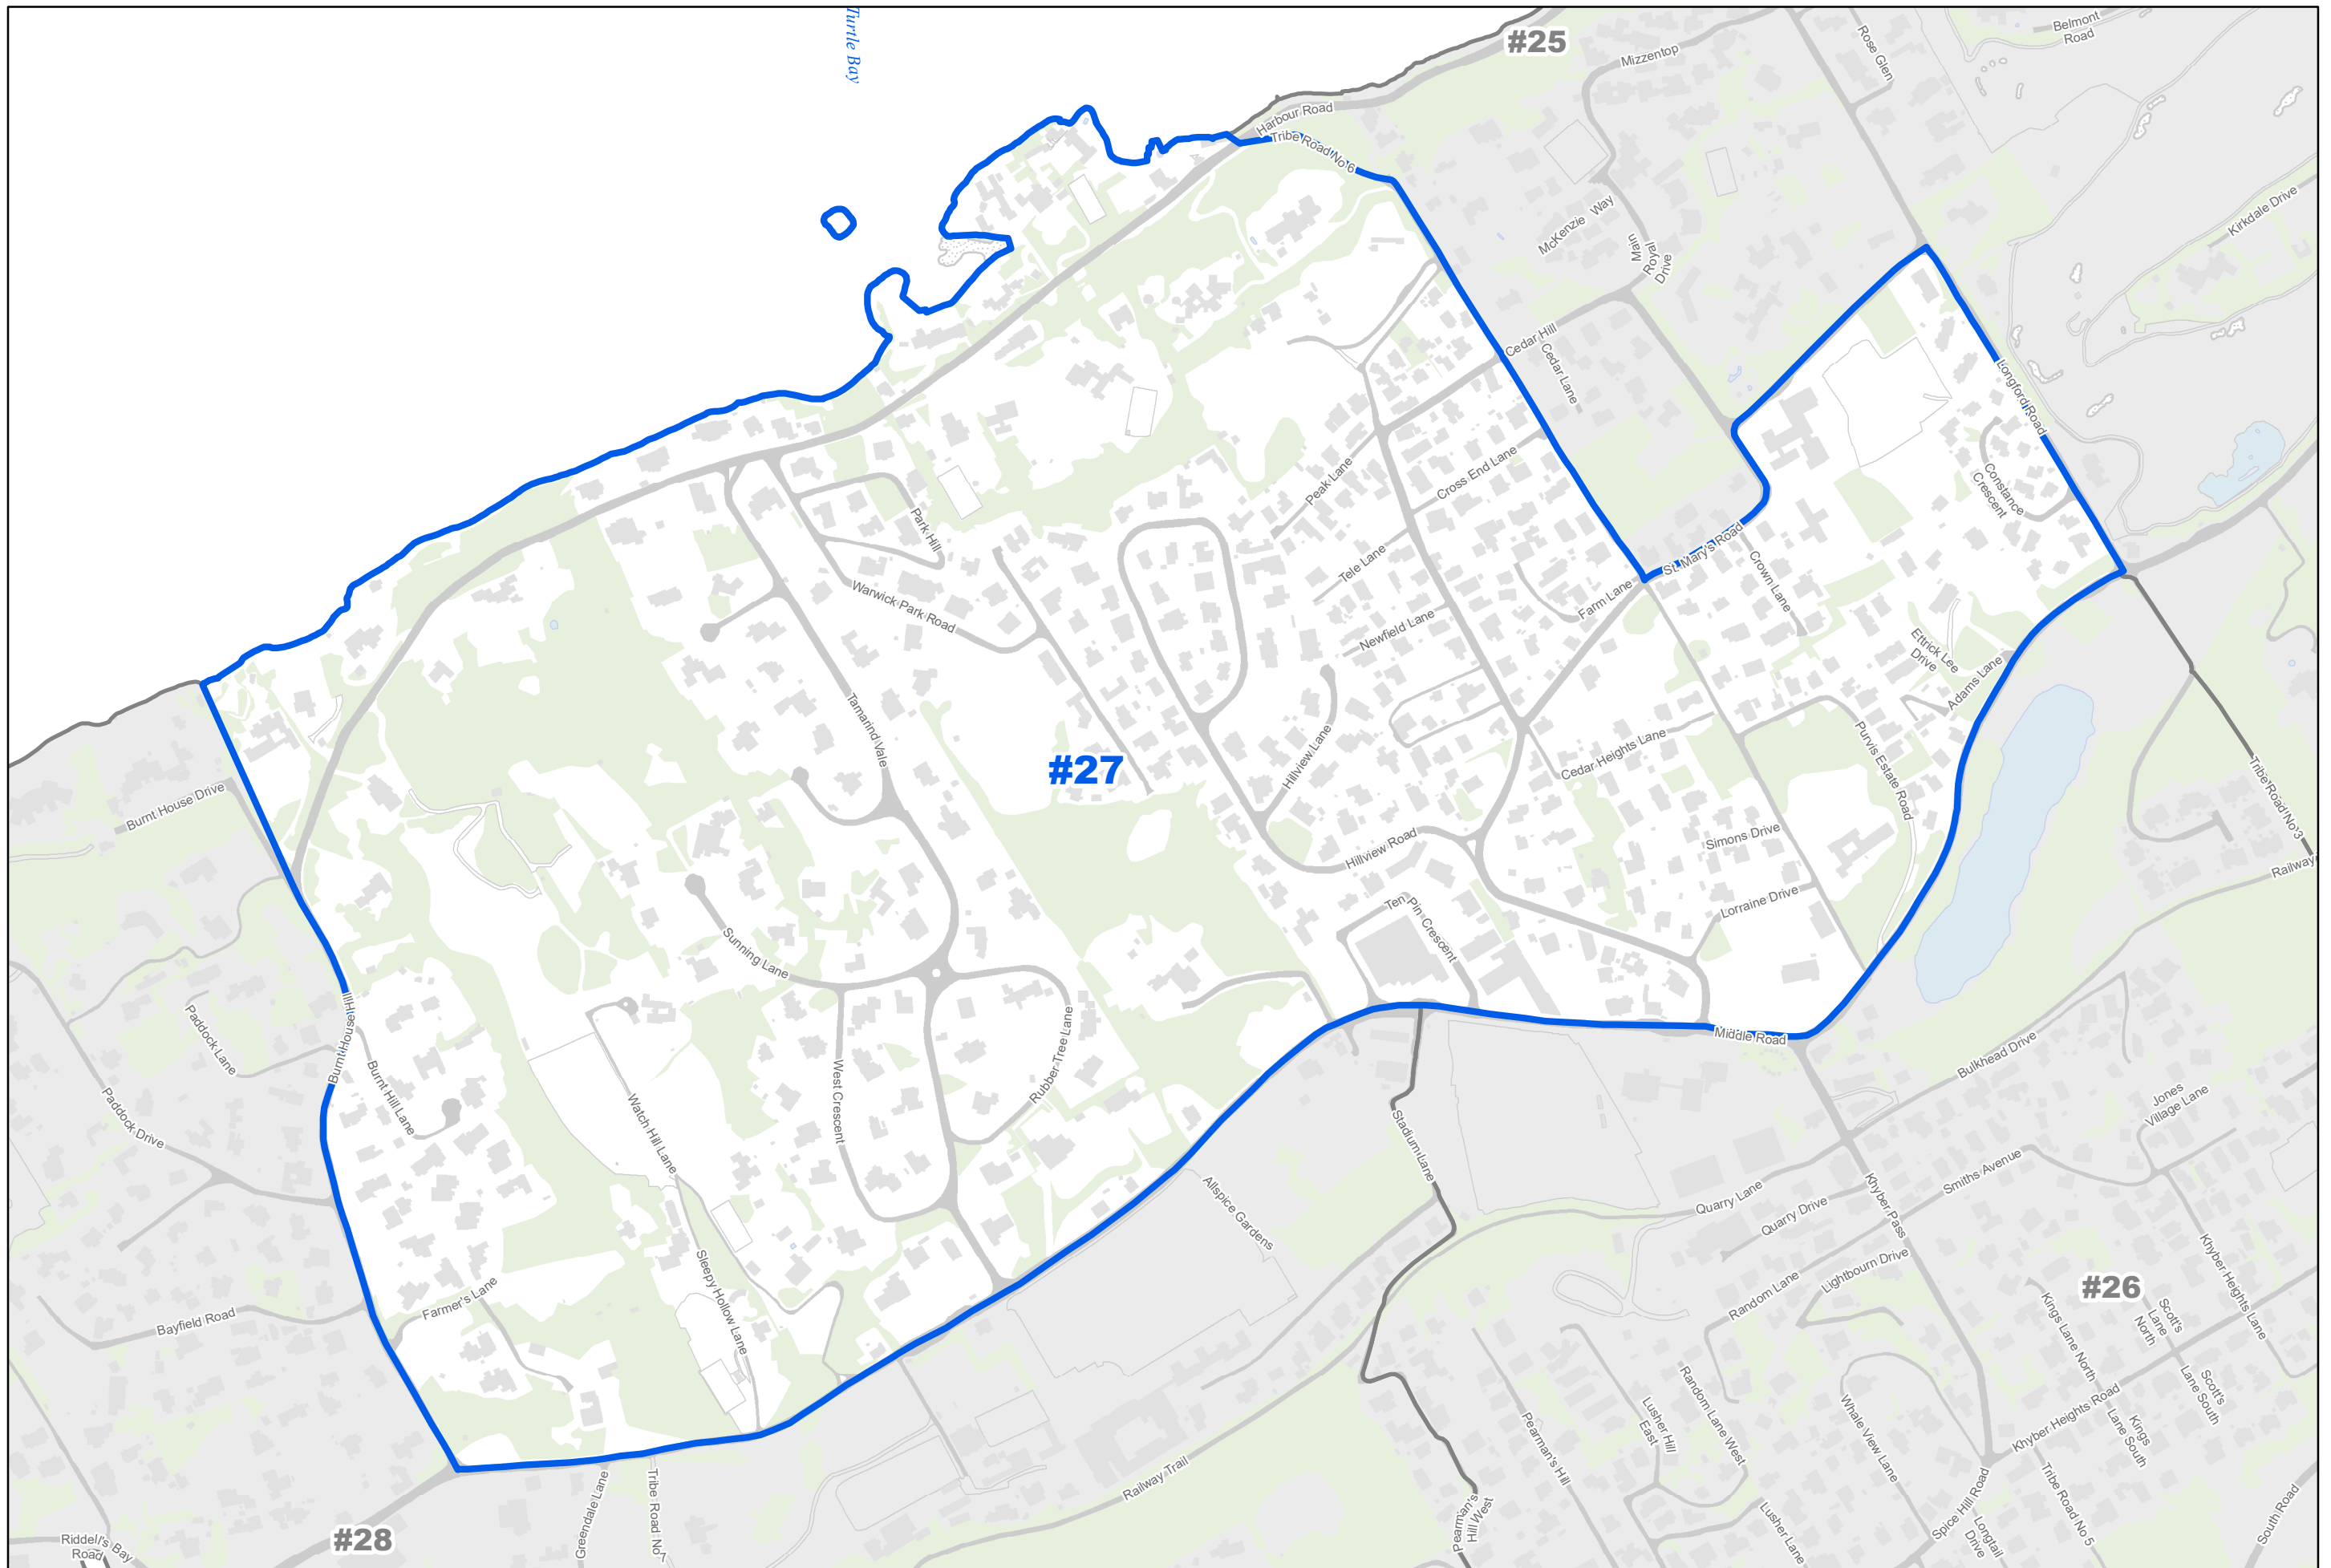 Turtle Bay
#25
Belmont
Road
Rose Glen
Mizzentop
Harbour Road
Tribe Road No 6
Kirkdale Drive
McKenzie Way
Royal
Main
Drive
Cedar Hill
Cedar Lane
Longford Road
Constance
Crescent
Peak Lane
Cross End Lane
Park Hill
St. Mary's Road
Tele Lane
Crown Lane
Farm Lane
Warwick Park Road
Newfield Lane
Ettrick Lee
Drive
Adams Lane
Tamarind Vale
#27
Hillview Lane
Cedar Heights Lane
Purvis Estate Road
Burnt House Drive
Tribe Road No 3
Simons Drive
Hillview Road
Railway
Lorraine Drive
Ten
Pin Crescent
Sunning Lane
Burnt House Hill
Paddock Lane
Middle Road
Rubber Tree Lane
Bulkhead Drive
Burnt Hill Lane
West Crescent
Watch Hill Lane
Paddock Drive
Jones
Village Lane
Stadium Lane
Smiths Avenue
Quarry Lane
Allspice Gardens
Quarry Drive
Khyber Pass
Sleepy Hollow Lane
Farmer's Lane
Random Lane
Lightbourn Drive
#26
Khyber Heights Lane
Bayfield Road
Kings Lane North
Scott's
Lane
North
Scott's
Lane South
Khyber Heights Road
Random Lane West
Lusher Hill
East
Whale View Lane
Kings
Lane South
Pearman's Hill
Railway Trail
Tribe Road No 5
Greendale Lane
Tribe Road No 7
Pearman's
Hill West
Spice Hill Road
Lusher Lane
Longtail
Drive
South Road
#28
Riddell's Bay
Road